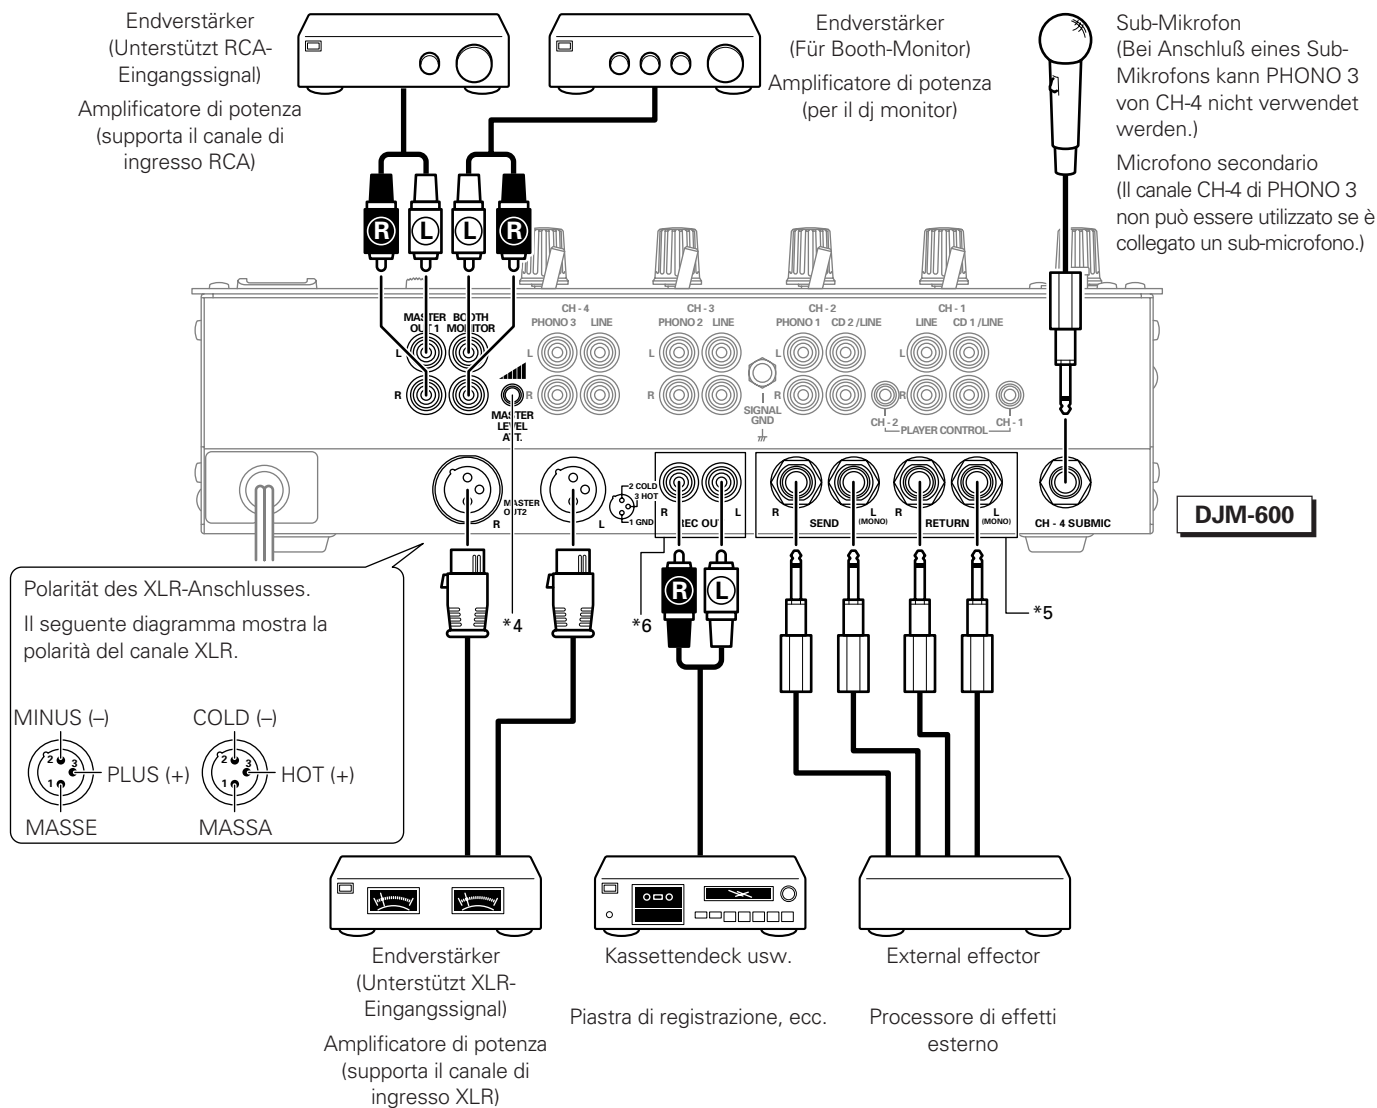 Endverstärker
(Unterstützt RCA-
Eingangssignal)
Amplificatore di potenza
(supporta il canale di
ingresso RCA)
Endverstärker
(Für Booth-Monitor)
Amplificatore di potenza
(per il dj monitor)
Sub-Mikrofon
(Bei Anschluß eines Sub-
Mikrofons kann PHONO 3
von CH-4 nicht verwendet
werden.)
Microfono secondario
(Il canale CH-4 di PHONO 3
non può essere utilizzato se è
collegato un sub-microfono.)
R L L R
MASTER OUT 1
BOOTH MONITOR
CH - 4
PHONO 3 LINE
CH - 3
PHONO 2 LINE
CH - 2
PHONO 1 CD 2 /LINE
CH - 1
LINE CD 1 /LINE
L L L L L
R R R R R
MASTER
LEVEL
ATT.
SIGNAL
GND
CH - 2 PLAYER CONTROL CH - 1
MASTER
OUT2
R L
2 COLD
3 HOT
1 GND
R REC OUT L
R SEND L
(MONO)
R RETURN L
(MONO)
CH - 4 SUBMIC
DJM-600
R L
*4
*6
*5
Polarität des XLR-Anschlusses.
Il seguente diagramma mostra la
polarità del canale XLR.
MINUS (–) COLD (–)
2 3 1 PLUS (+) 2 3 1 HOT (+)
MASSE MASSA
Endverstärker
(Unterstützt XLR-
Eingangssignal)
Amplificatore di potenza
(supporta il canale di
ingresso XLR)
Kassettendeck usw.
Piastra di registrazione, ecc.
External effector
Processore di effetti
esterno